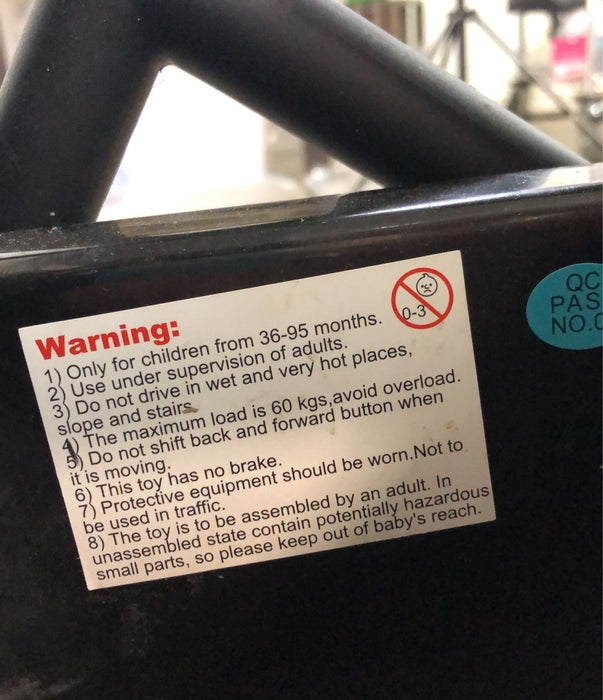 Warning:
1) Only for children from 36-95 months.
2) Use under supervision of adults.
3) Do not drive in wet and very hot places,
slope and stairs.
4) The maximum load is 60 kgs,avoid overload.
5) Do not shift back and forward button when
it is moving.
6) This toy has no brake.
7) Protective equipment should be worn.Not to
be used in traffic.
8) The toy is to be assembled by an adult. In
unassembled state contain potentially hazardous
small parts, so please keep out of baby's reach.
0-3
QC
PAS
NO.0